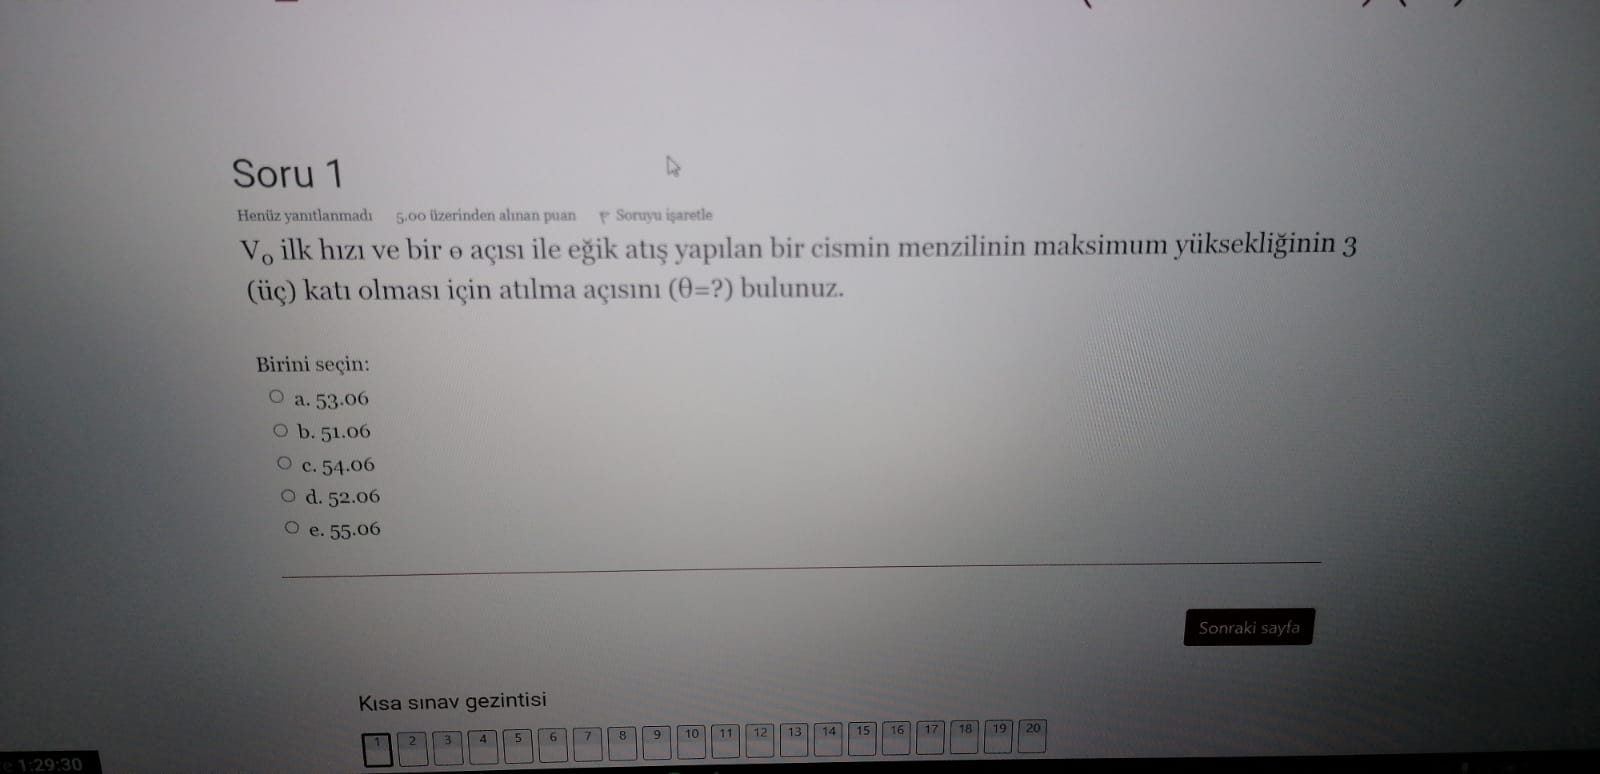 Soru 1
Henüz yanıtlanmadı 5.00 üzerinden alınan puan Soruyu işaretle
V₀ ilk hızı ve bir ɵ açısı ile eğik atış yapılan bir cismin menzilinin maksimum yüksekliğinin 3
(üç) katı olması için atılma açısını (θ=?) bulunuz.
Birini seçin:
a. 53.06
b. 51.06
c. 54.06
d. 52.06
e. 55.06
Sonraki sayfa
Kısa sınav gezintisi
1 2 3 4 5 6 7 8 9 10 11 12 13 14 15 16 17 18 19 20
1:29:30